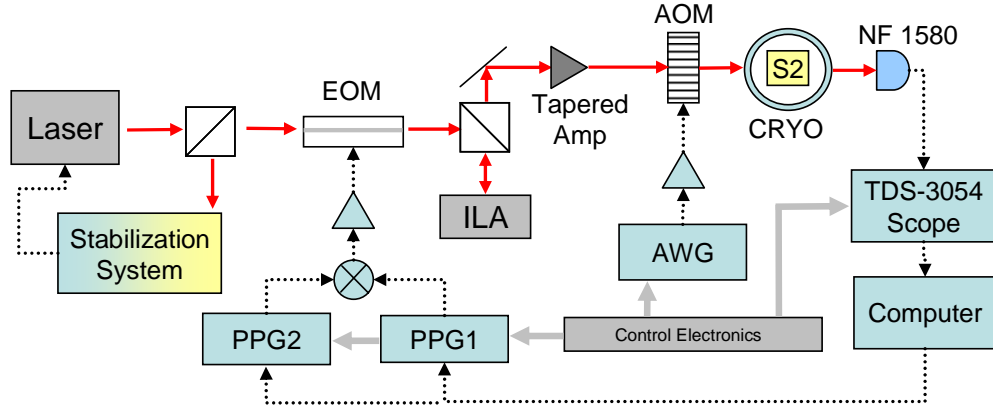 AOM
NF 1580
EOM
S2
Laser
Tapered
Amp
CRYO
ILA
TDS-3054
Scope
Stabilization
System
AWG
Computer
PPG2
PPG1
Control Electronics